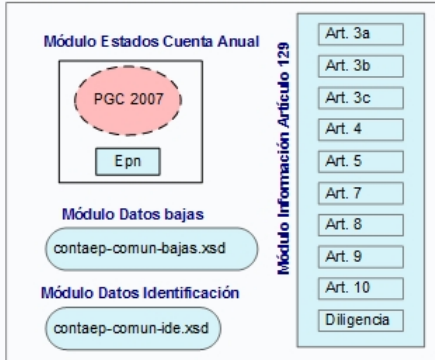 Módulo Estados Cuenta Anual
PGC 2007
Epn
Módulo Datos bajas
contaep-comun-bajas.xsd
Módulo Datos Identificación
contaep-comun-ide.xsd
Módulo Información Artículo 129
Art. 3a
Art. 3b
Art. 3c
Art. 4
Art. 5
Art. 7
Art. 8
Art. 9
Art. 10
Diligencia